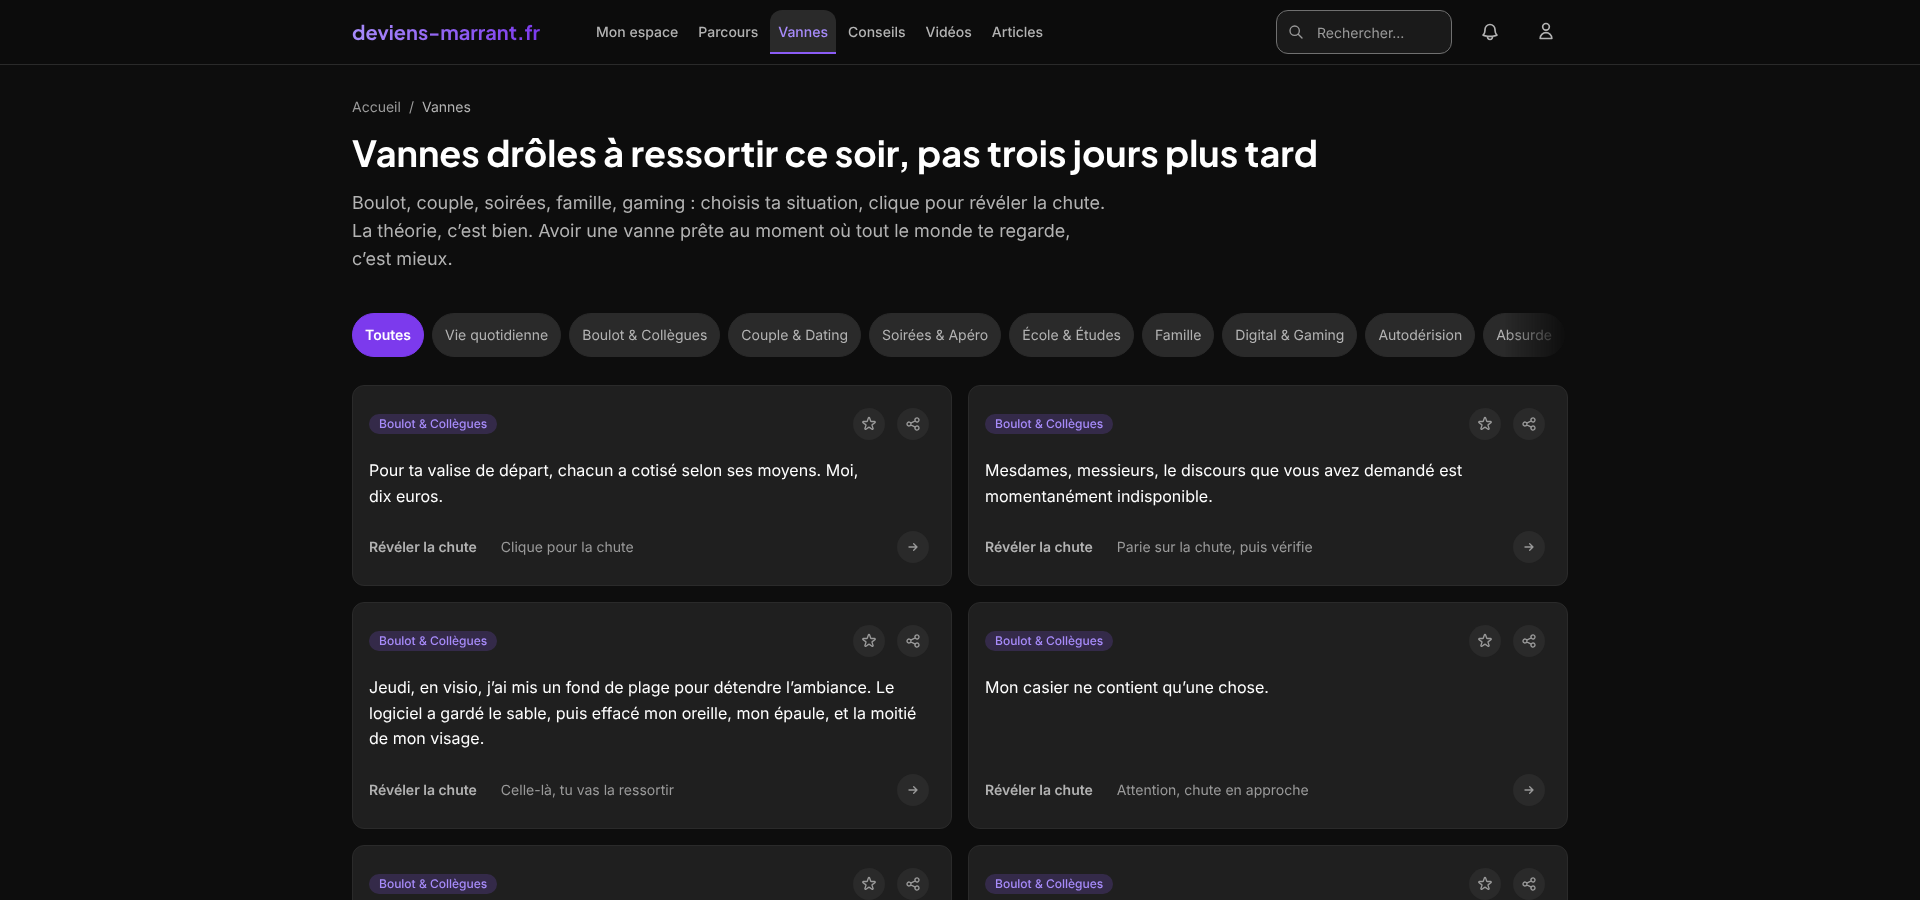 deviens-marrant.fr
Mon espace
Parcours
Vannes
Conseils
Vidéos
Articles
Rechercher...
Accueil / Vannes
Vannes drôles à ressortir ce soir, pas trois jours plus tard
Boulot, couple, soirées, famille, gaming : choisis ta situation, clique pour révéler la chute.
La théorie, c’est bien. Avoir une vanne prête au moment où tout le monde te regarde,
c’est mieux.
Toutes
Vie quotidienne
Boulot & Collègues
Couple & Dating
Soirées & Apéro
École & Études
Famille
Digital & Gaming
Autodérision
Absurde
Boulot & Collègues
Pour ta valise de départ, chacun a cotisé selon ses moyens. Moi,
dix euros.
Révéler la chute
Clique pour la chute
Boulot & Collègues
Mesdames, messieurs, le discours que vous avez demandé est
momentanément indisponible.
Révéler la chute
Parie sur la chute, puis vérifie
Boulot & Collègues
Jeudi, en visio, j’ai mis un fond de plage pour détendre l’ambiance. Le
logiciel a gardé le sable, puis effacé mon oreille, mon épaule, et la moitié
de mon visage.
Révéler la chute
Celle-là, tu vas la ressortir
Boulot & Collègues
Mon casier ne contient qu’une chose.
Révéler la chute
Attention, chute en approche
Boulot & Collègues
Boulot & Collègues